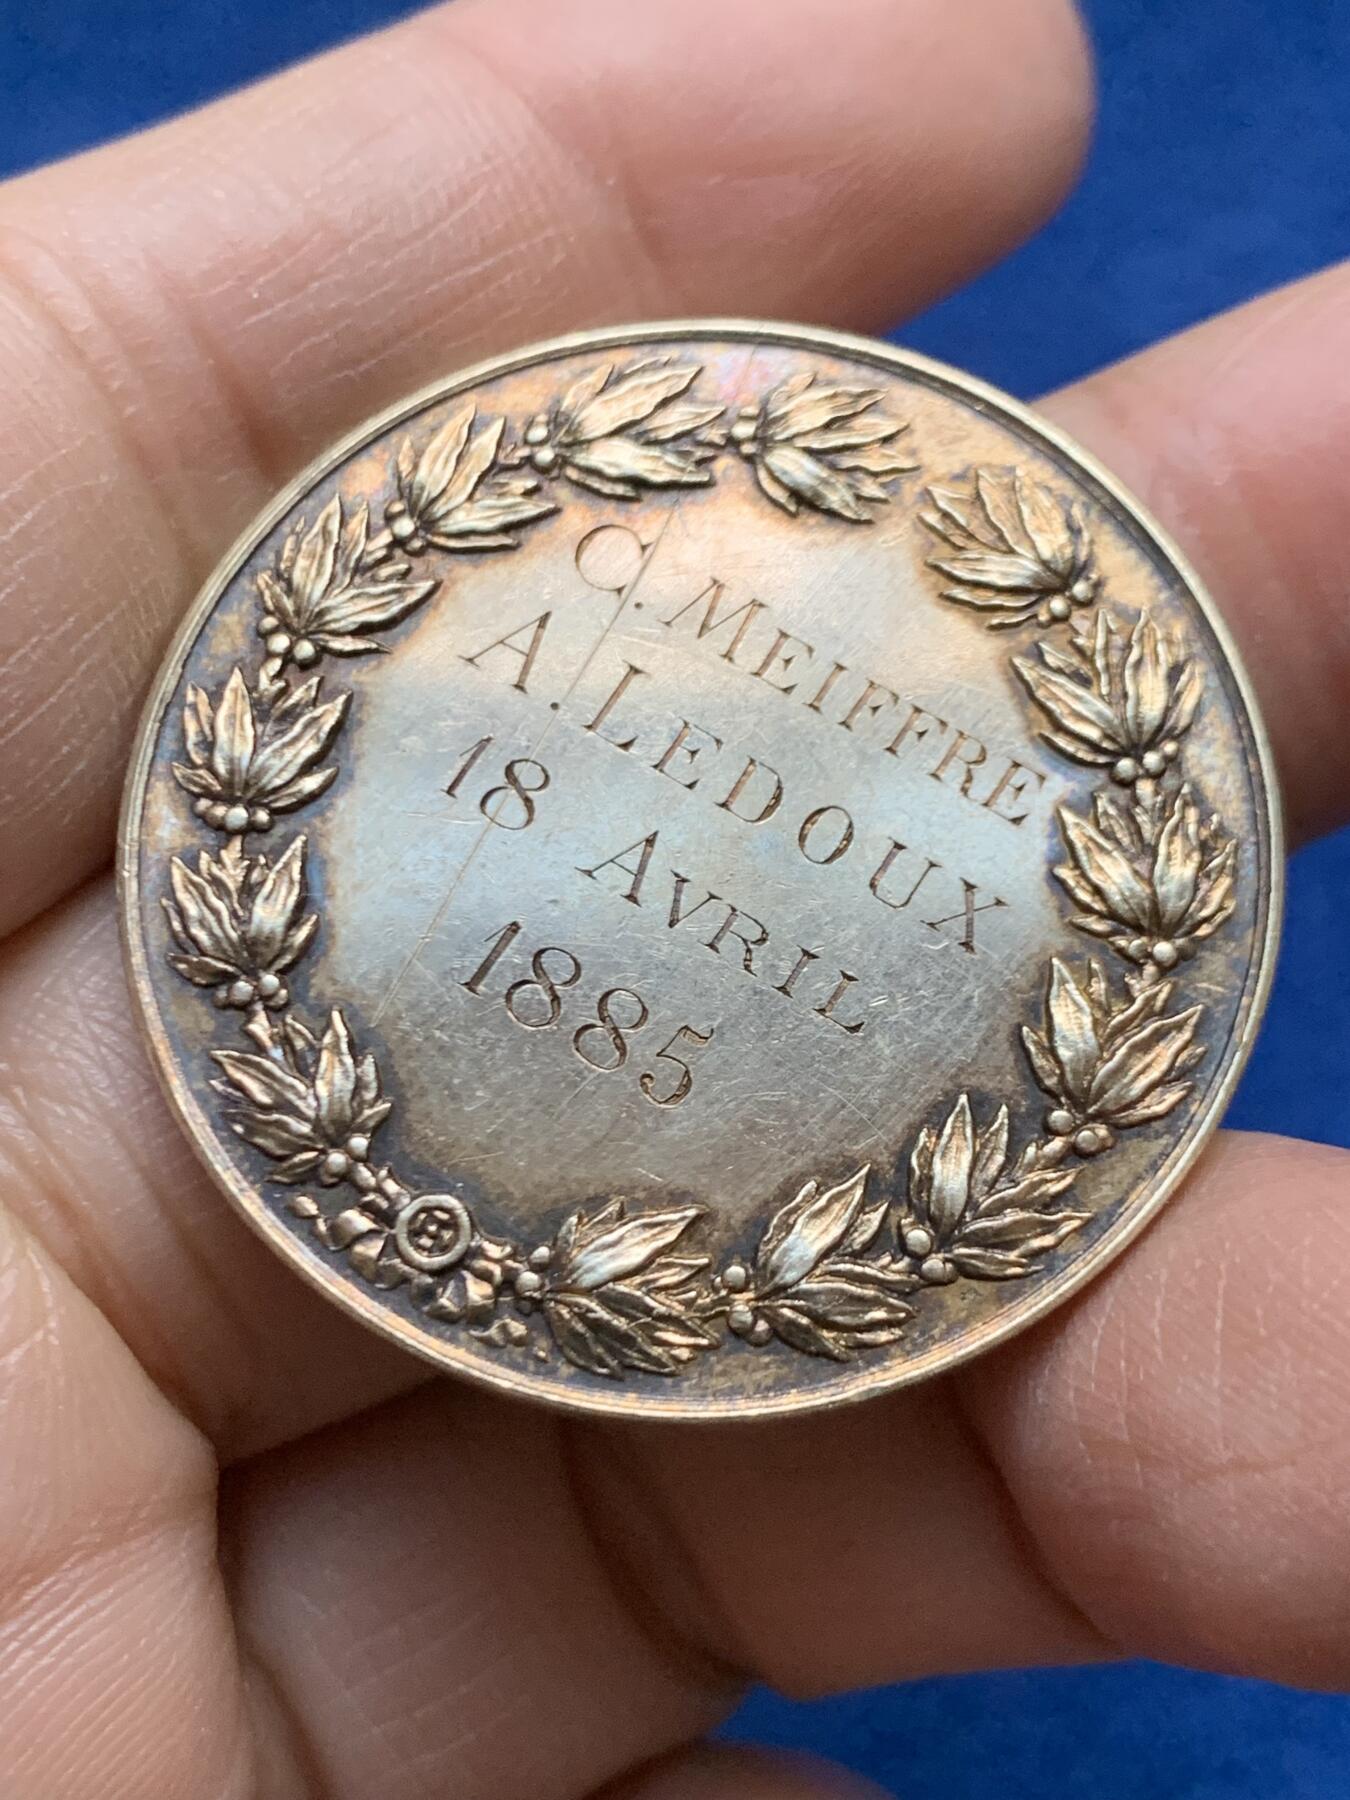 C. MEIFFRE
A. LEDOUX
18 AVRIL
1885